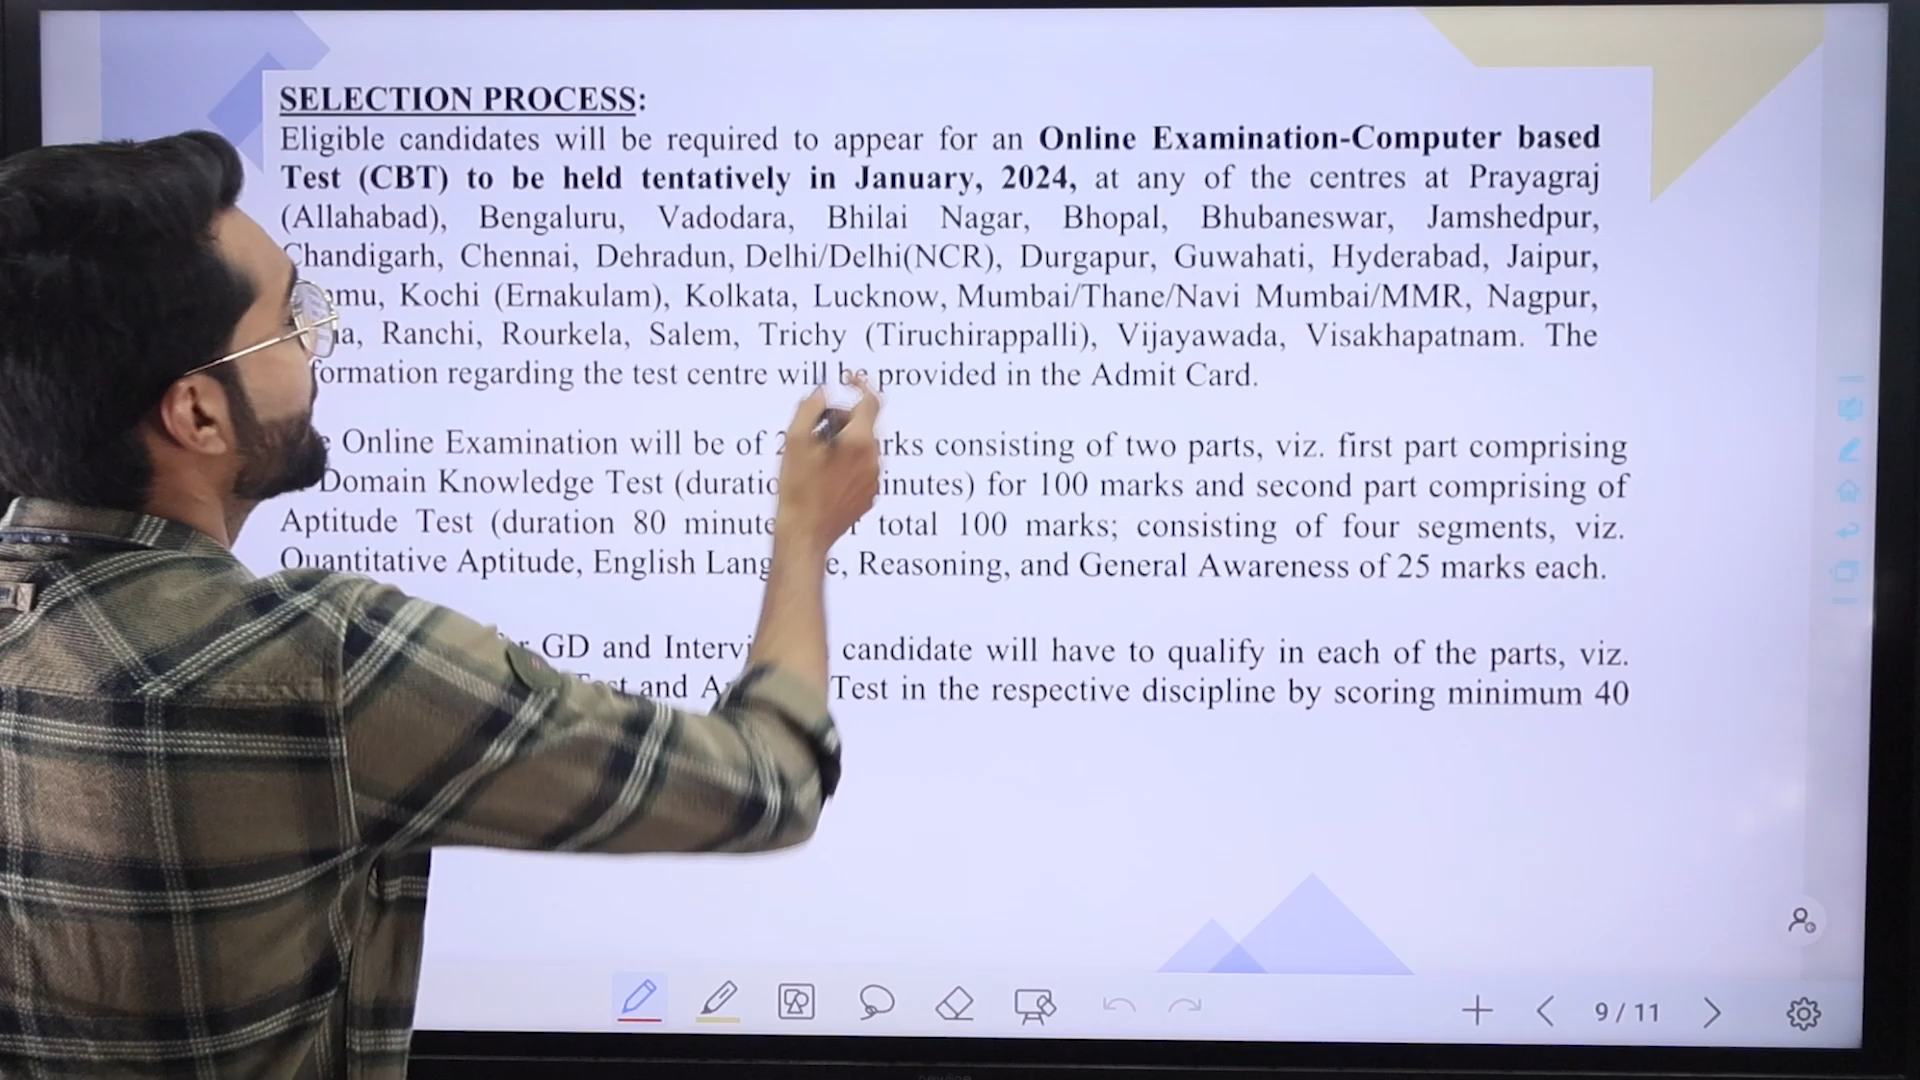 SELECTION PROCESS:
Eligible candidates will be required to appear for an Online Examination-Computer based
Test (CBT) to be held tentatively in January, 2024, at any of the centres at Prayagraj
(Allahabad), Bengaluru, Vadodara, Bhilai Nagar, Bhopal, Bhubaneswar, Jamshedpur,
Chandigarh, Chennai, Dehradun, Delhi/Delhi(NCR), Durgapur, Guwahati, Hyderabad, Jaipur,
mu, Kochi (Ernakulam), Kolkata, Lucknow, Mumbai/Thane/Navi Mumbai/MMR, Nagpur,
na, Ranchi, Rourkela, Salem, Trichy (Tiruchirappalli), Vijayawada, Visakhapatnam. The
formation regarding the test centre will be provided in the Admit Card.
Online Examination will be of rks consisting of two parts, viz. first part comprising
Domain Knowledge Test (duratio inutes) for 100 marks and second part comprising of
Aptitude Test (duration 80 minute total 100 marks; consisting of four segments, viz.
Quantitative Aptitude, English Lang e, Reasoning, and General Awareness of 25 marks each.
GD and Intervi candidate will have to qualify in each of the parts, viz.
and A Test in the respective discipline by scoring minimum 40
9 / 11